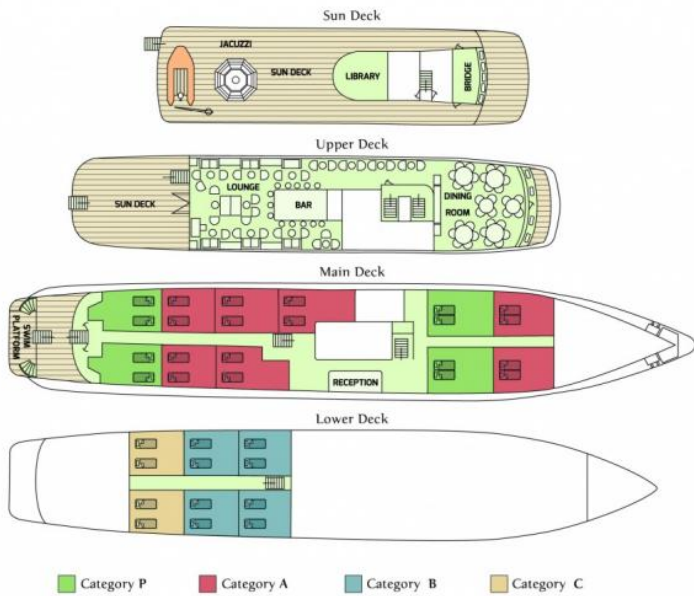 Sun Deck
JACUZZI
SUN DECK
LIBRARY
BRIDGE
Upper Deck
LOUNGE
SUN DECK
BAR
DINING
ROOM
Main Deck
SWIM
PLATFORM
RECEPTION
Lower Deck
Category P
Category A
Category B
Category C